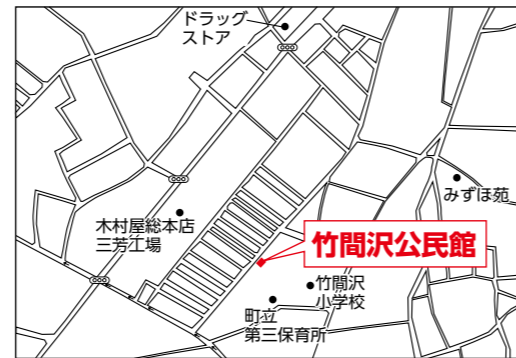 ドラッグ
ストア
みずほ苑
木村屋総本店
三芳工場
竹間沢公民館
竹間沢
小学校
町立
第三保育所